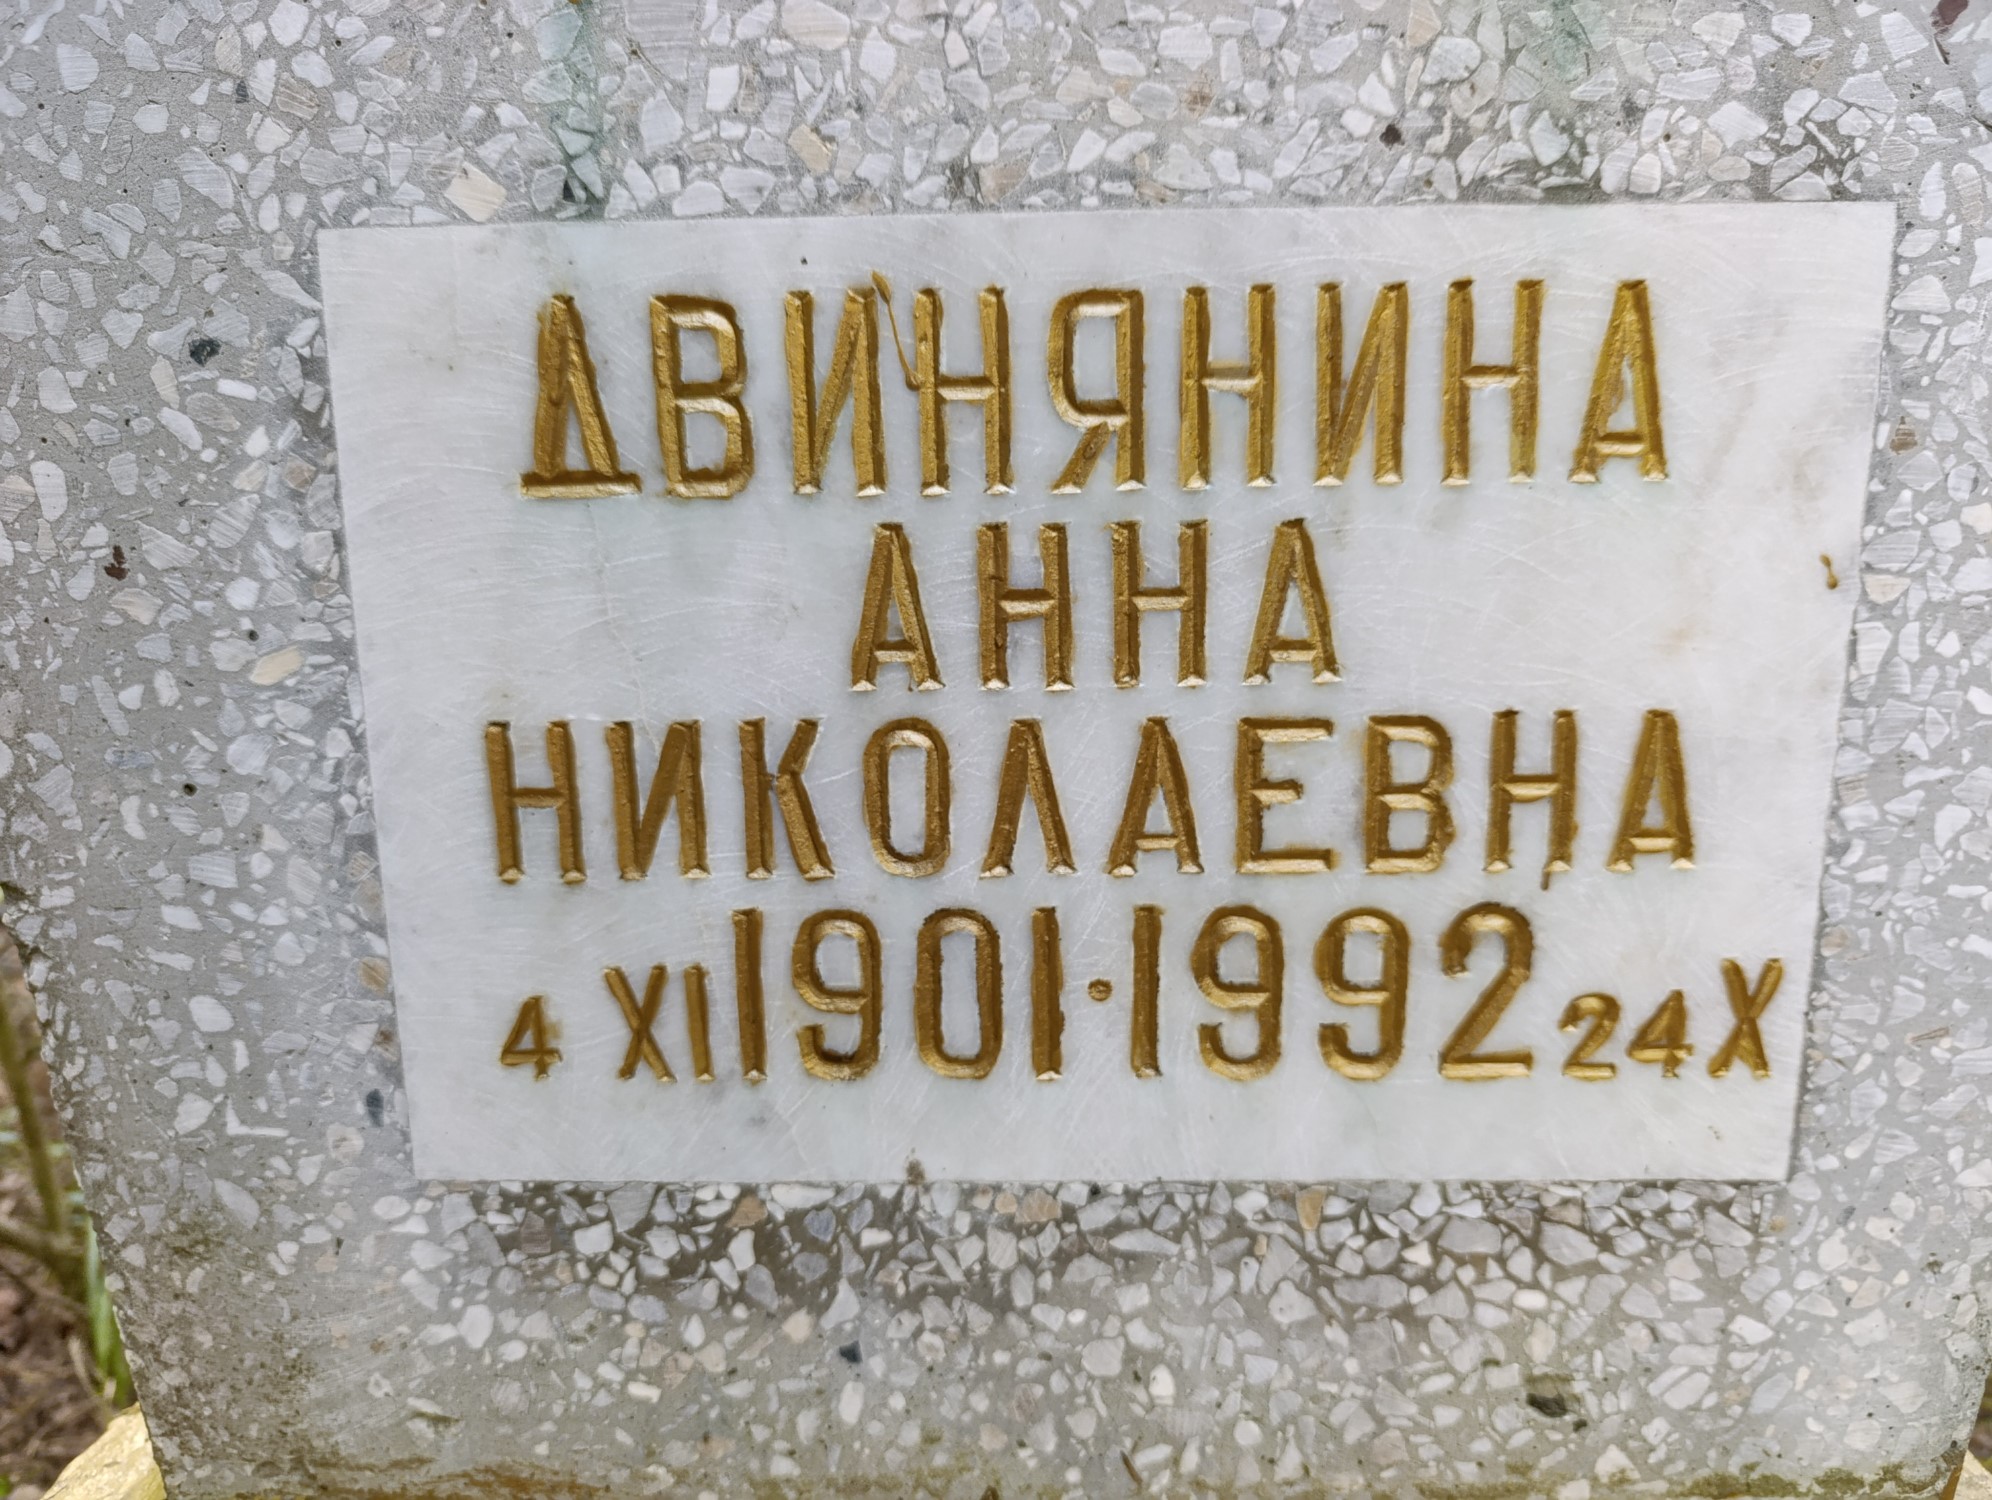 ДВИНЯНИНА
АННА
НИКОЛАЕВНА
4 XI 1901·1992 24 X